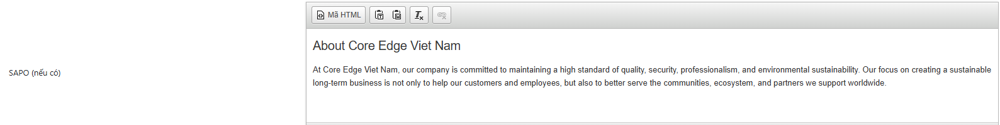 Mã HTML
About Core Edge Viet Nam
SAPO (nếu có)
At Core Edge Viet Nam, our company is committed to maintaining a high standard of quality, security, professionalism, and environmental sustainability. Our focus on creating a sustainable
long-term business is not only to help our customers and employees, but also to better serve the communities, ecosystem, and partners we support worldwide.